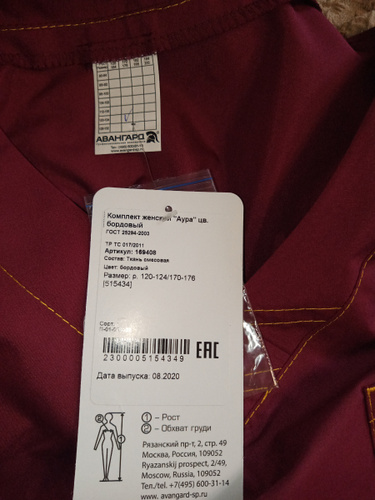 АВАНГАРД
Комплект женский "Аура" цв.
бордовый
ГОСТ 25294-2003
ТР ТС 017/2011
Артикул: 169408
Состав: Ткань смесовая
Цвет: бордовый
Размер: р. 120-124/170-176
[515434]
2300005154349
ЕАС
Дата выпуска: 08.2020
1 - Рост
2 - Обхват груди
Рязанский пр-т, 2, стр. 49
Москва, Россия, 109052
Ryazanskij prospect, 2/49,
Moscow, Russia, 109052
Тел./tel. +7(495) 600-31-14
www.avangard-sp.ru